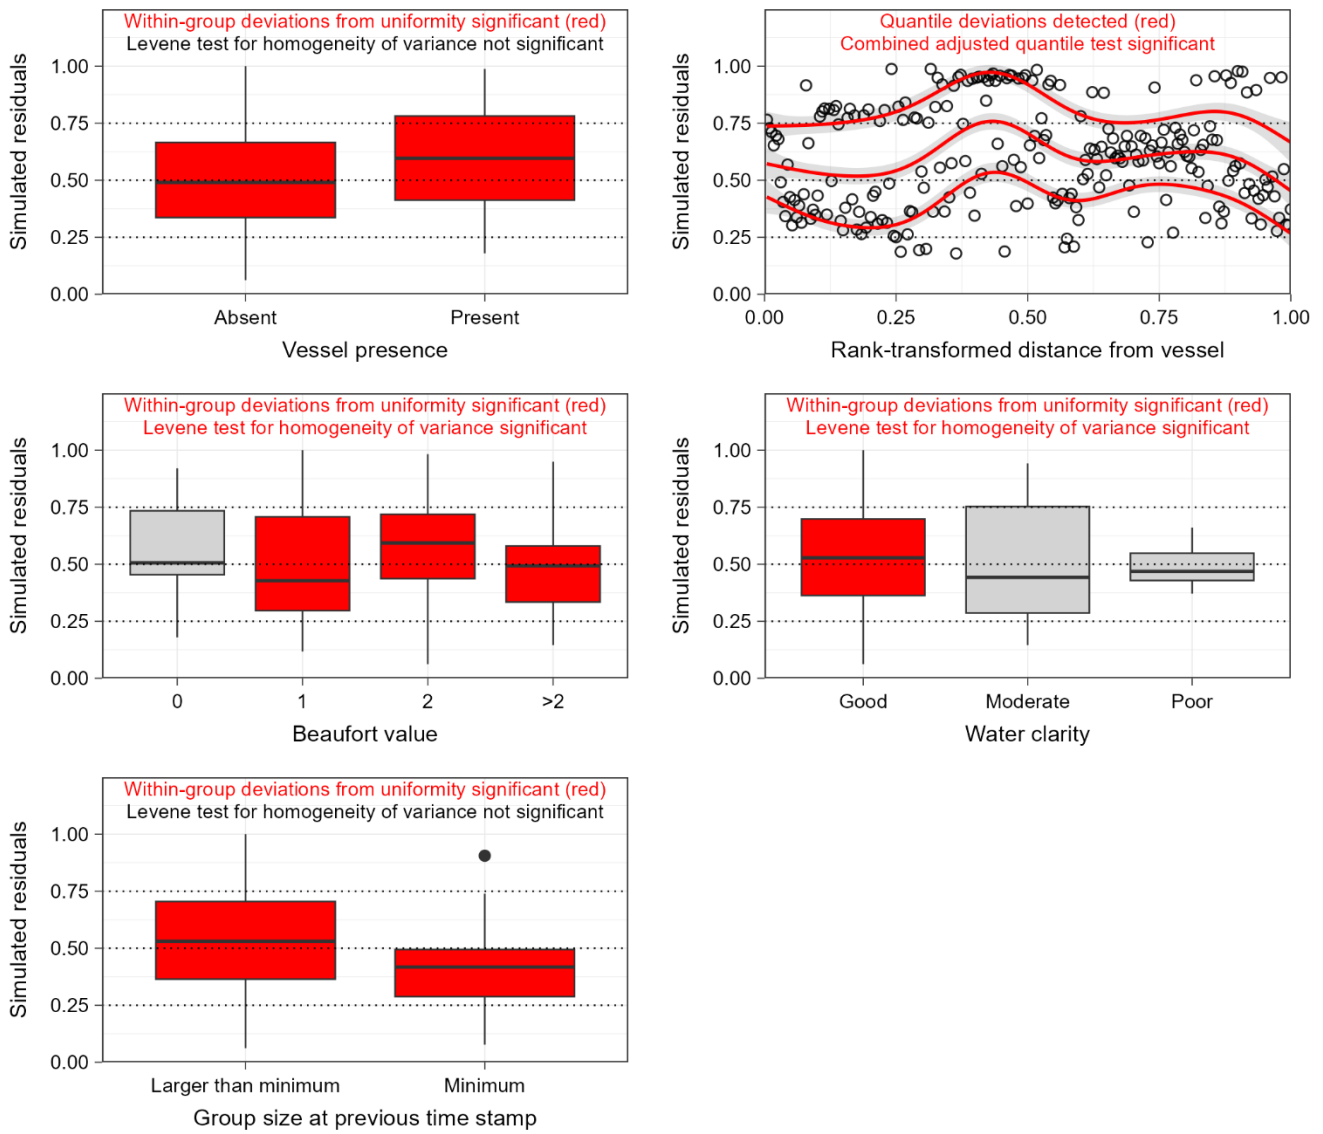 Within-group deviations from uniformity significant (red)
Levene test for homogeneity of variance not significant
Simulated residuals
1.00
0.75
0.50
0.25
0.00
Absent
Present
Vessel presence
Quantile deviations detected (red)
Combined adjusted quantile test significant
Simulated residuals
1.00
0.75
0.50
0.25
0.00
0.00
0.25
0.50
0.75
1.00
Rank-transformed distance from vessel
Within-group deviations from uniformity significant (red)
Levene test for homogeneity of variance significant
Simulated residuals
1.00
0.75
0.50
0.25
0.00
0
1
2
>2
Beaufort value
Within-group deviations from uniformity significant (red)
Levene test for homogeneity of variance significant
Simulated residuals
1.00
0.75
0.50
0.25
0.00
Good
Moderate
Poor
Water clarity
Within-group deviations from uniformity significant (red)
Levene test for homogeneity of variance not significant
Simulated residuals
1.00
0.75
0.50
0.25
0.00
Larger than minimum
Minimum
Group size at previous time stamp